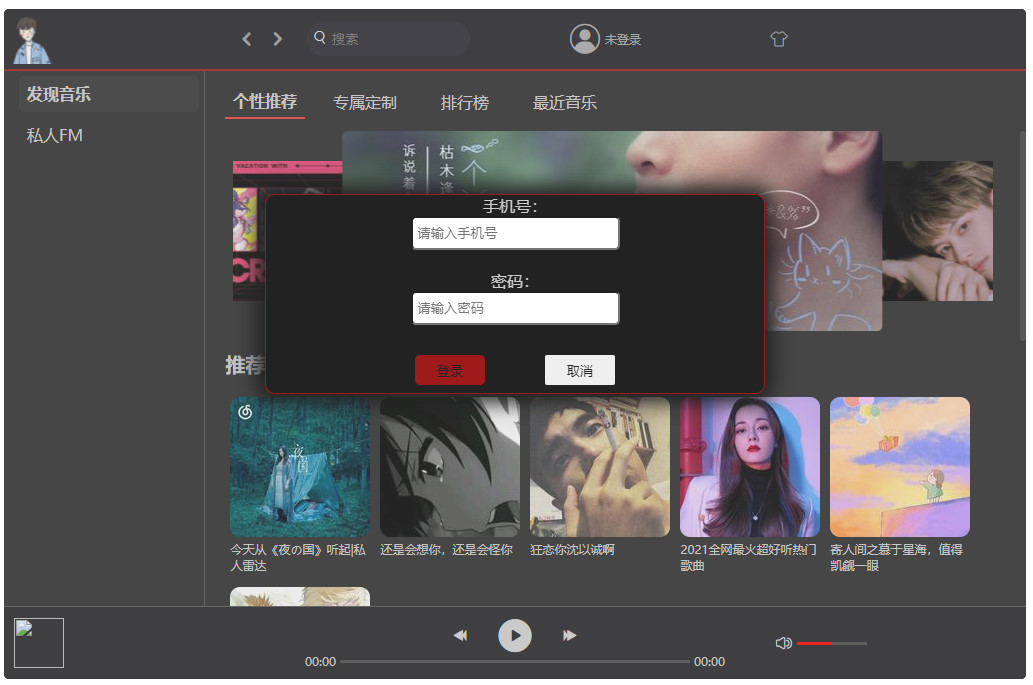 搜索
未登录
发现音乐
私人FM
个性推荐
专属定制
排行榜
最近音乐
诉说着
枯木逢
VACATION WITH
CR
手机号：
请输入手机号
密码：
请输入密码
登录
取消
推荐
夜の国
今天从《夜の国》听起|私
人雷达
还是会想你，还是会怪你
狂恋你沈以诚啊
2021全网最火超好听热门
歌曲
寄人间之慕于星海，值得
凯觎一眼
00:00
00:00